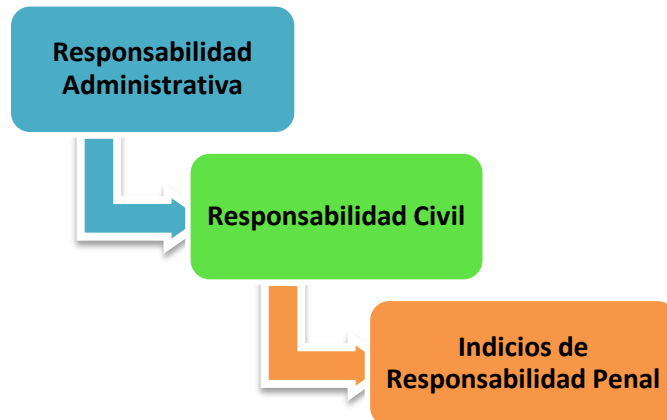 Responsabilidad
Administrativa
Responsabilidad Civil
Indicios de
Responsabilidad Penal